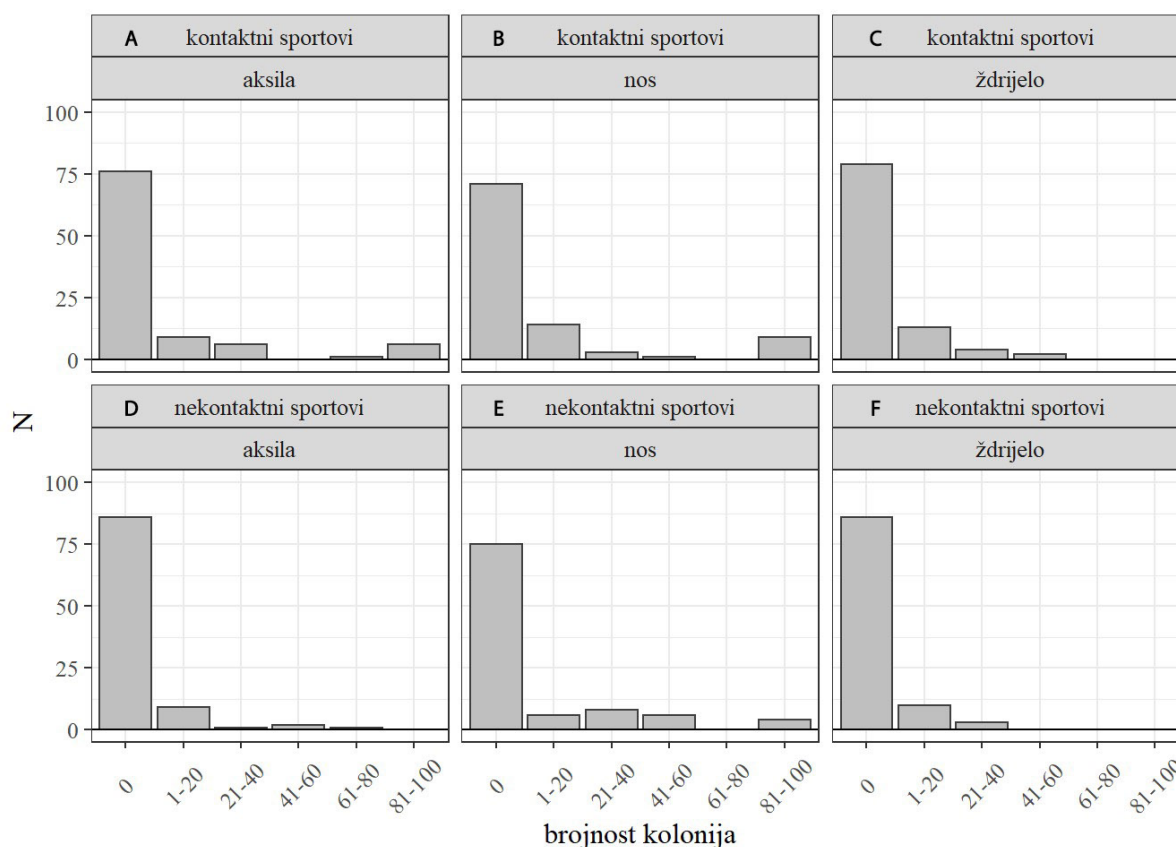 A kontaktni sportovi
aksila
B kontaktni sportovi
nos
C kontaktni sportovi
ždrijelo
100
75
50
25
0
N
D nekontaktni sportovi
aksila
E nekontaktni sportovi
nos
F nekontaktni sportovi
ždrijelo
100
75
50
25
0
0
1-20
21-40
41-60
61-80
81-100
0
1-20
21-40
41-60
61-80
81-100
0
1-20
21-40
41-60
61-80
81-100
brojnost kolonija